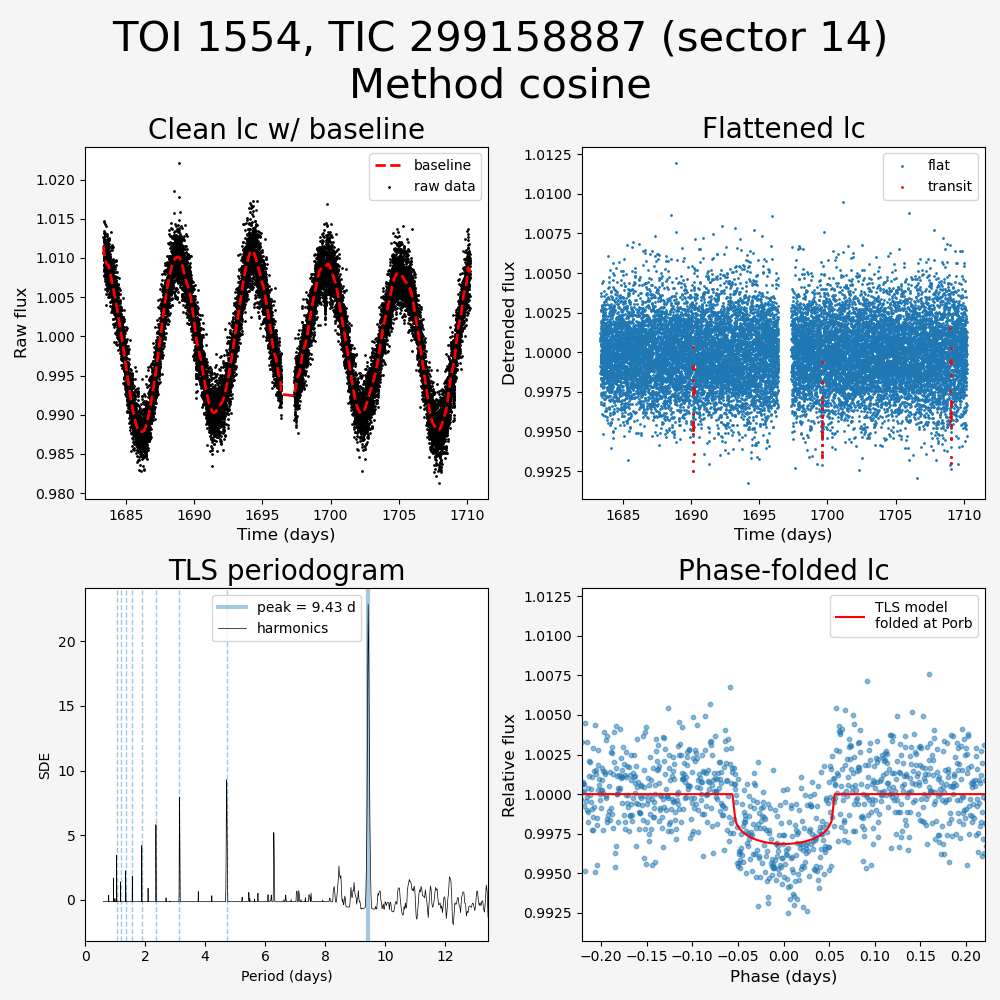 TOI 1554, TIC 299158887 (sector 14)
Method cosine
Clean lc w/ baseline
baseline
raw data
1.020
1.015
1.010
1.005
1.000
0.995
0.990
0.985
0.980
Raw flux
1685 1690 1695 1700 1705 1710
Time (days)
Flattened lc
flat
transit
1.0125
1.0100
1.0075
1.0050
1.0025
1.0000
0.9975
0.9950
0.9925
Detrended flux
1685 1690 1695 1700 1705 1710
Time (days)
TLS periodogram
peak = 9.43 d
harmonics
20
15
10
5
0
SDE
0 2 4 6 8 10 12
Period (days)
Phase-folded lc
TLS model
folded at Porb
1.0125
1.0100
1.0075
1.0050
1.0025
1.0000
0.9975
0.9950
0.9925
Relative flux
−0.20 −0.15 −0.10 −0.05 0.00 0.05 0.10 0.15 0.20
Phase (days)